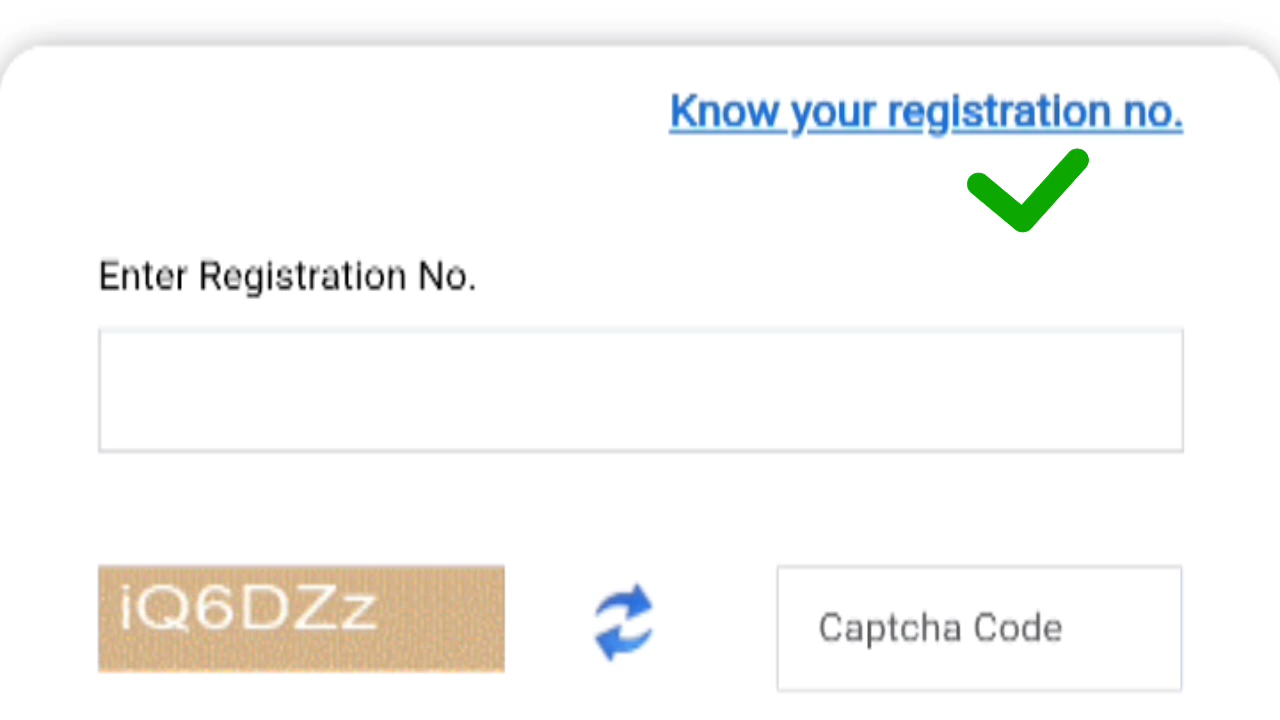 Know your registration no.
Enter Registration No.
iQ6DZz
Captcha Code